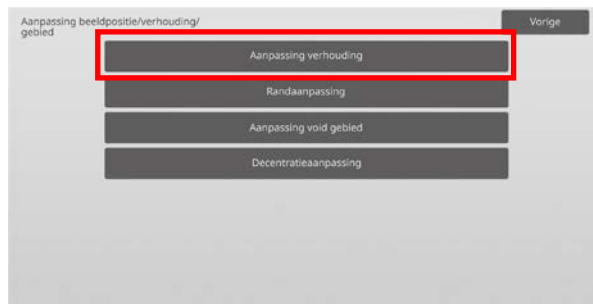 Aanpassing beeldpositie/verhouding/
gebied
Vorige
Aanpassing verhouding
Randaanpassing
Aanpassing void gebied
Decentratieaanpassing